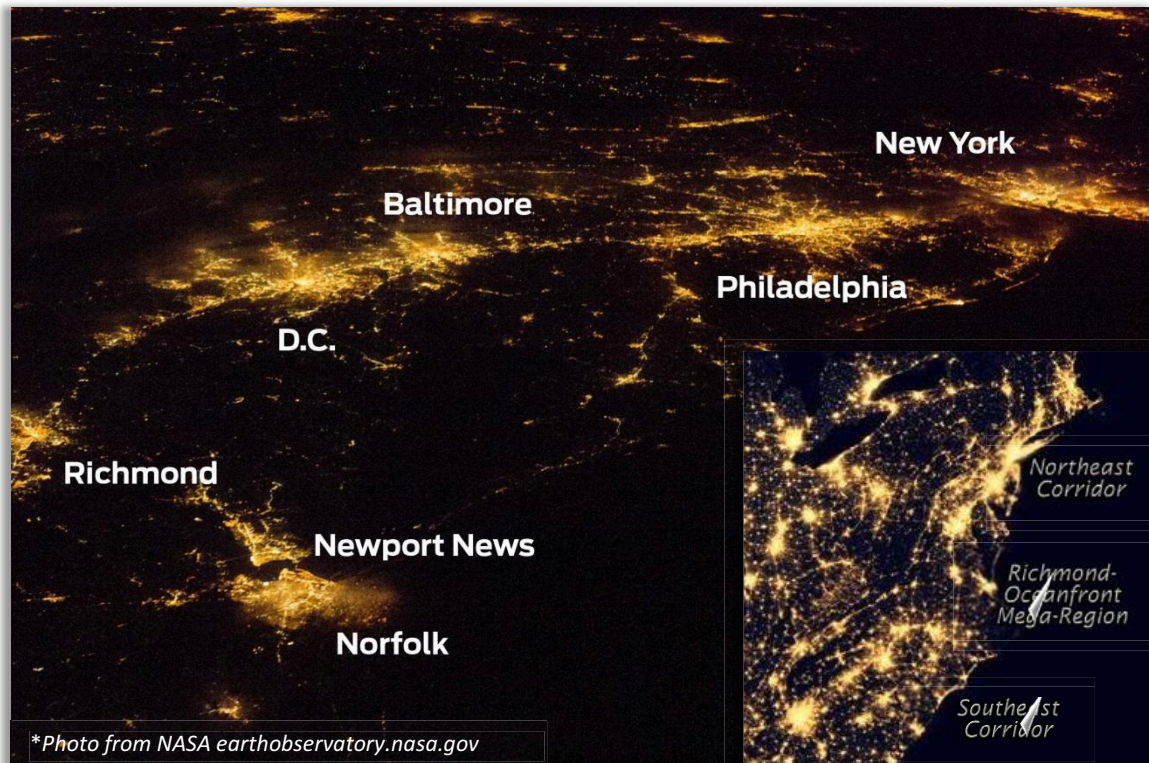 New York
Baltimore
Philadelphia
D.C.
Richmond
Newport News
Norfolk
Northeast
Corridor
Richmond-
Oceanfront
Mega-Region
Southeast
Corridor
*Photo from NASA earthobservatory.nasa.gov